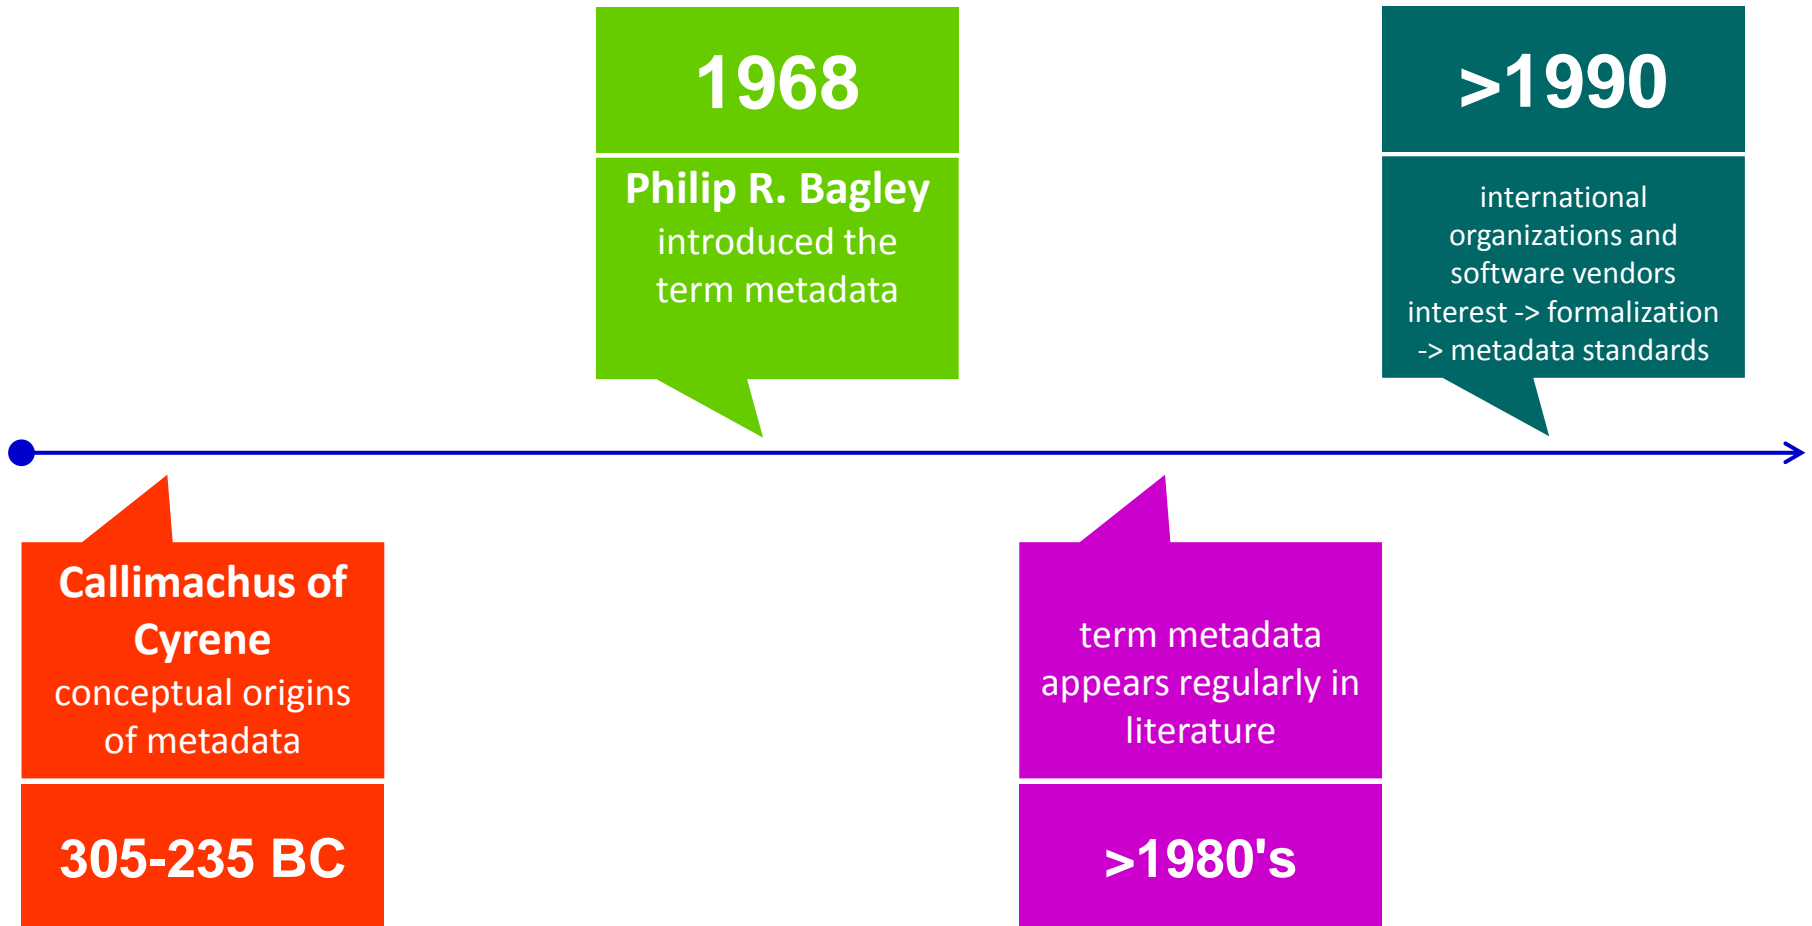 1968
Philip R. Bagley
introduced the
term metadata
>1990
international
organizations and
software vendors
interest -> formalization
-> metadata standards
Callimachus of
Cyrene
conceptual origins
of metadata
305-235 BC
term metadata
appears regularly in
literature
>1980's